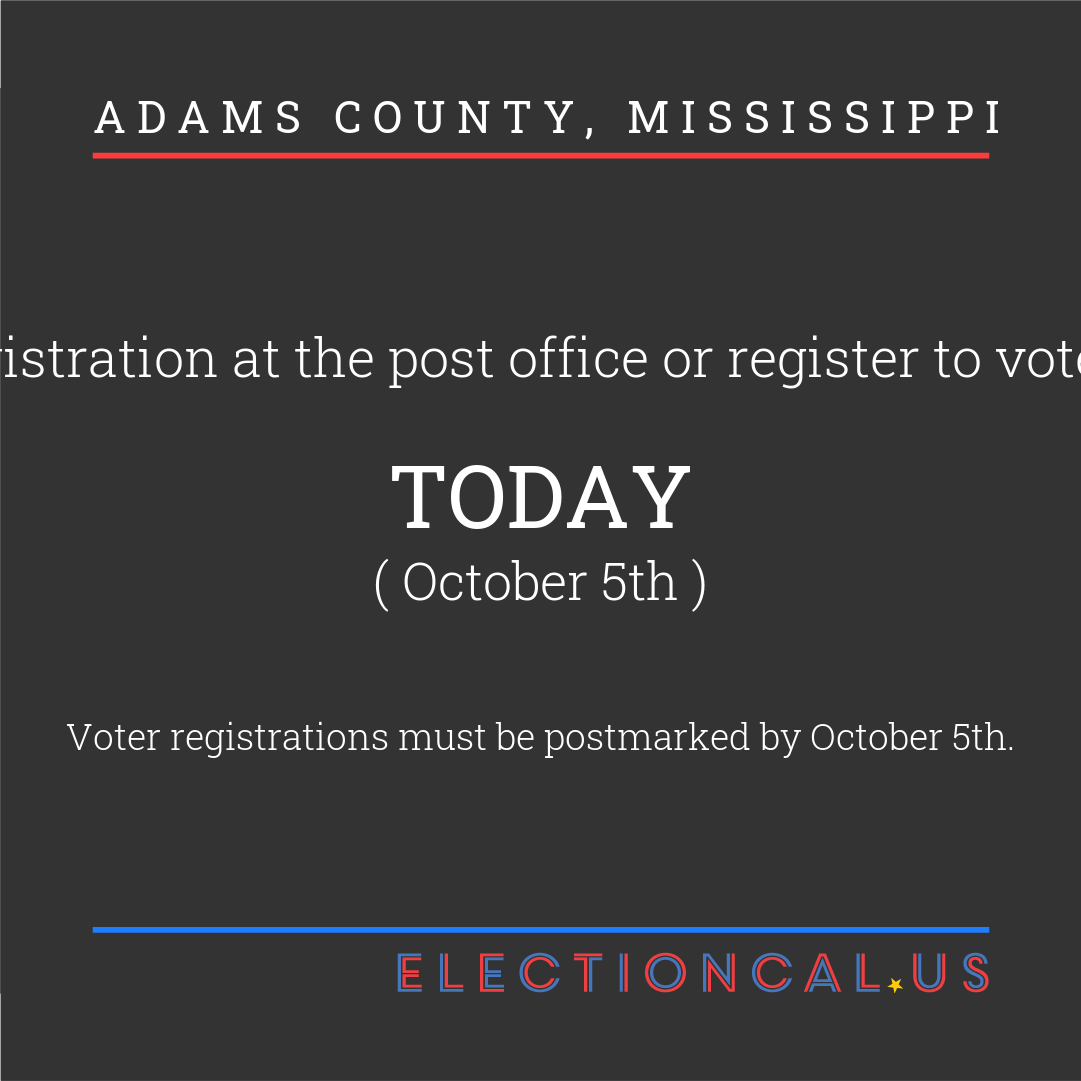 ADAMS COUNTY, MISSISSIPPI
istration at the post office or register to vote
TODAY
( October 5th )
Voter registrations must be postmarked by October 5th.
ELECTIONCAL.US